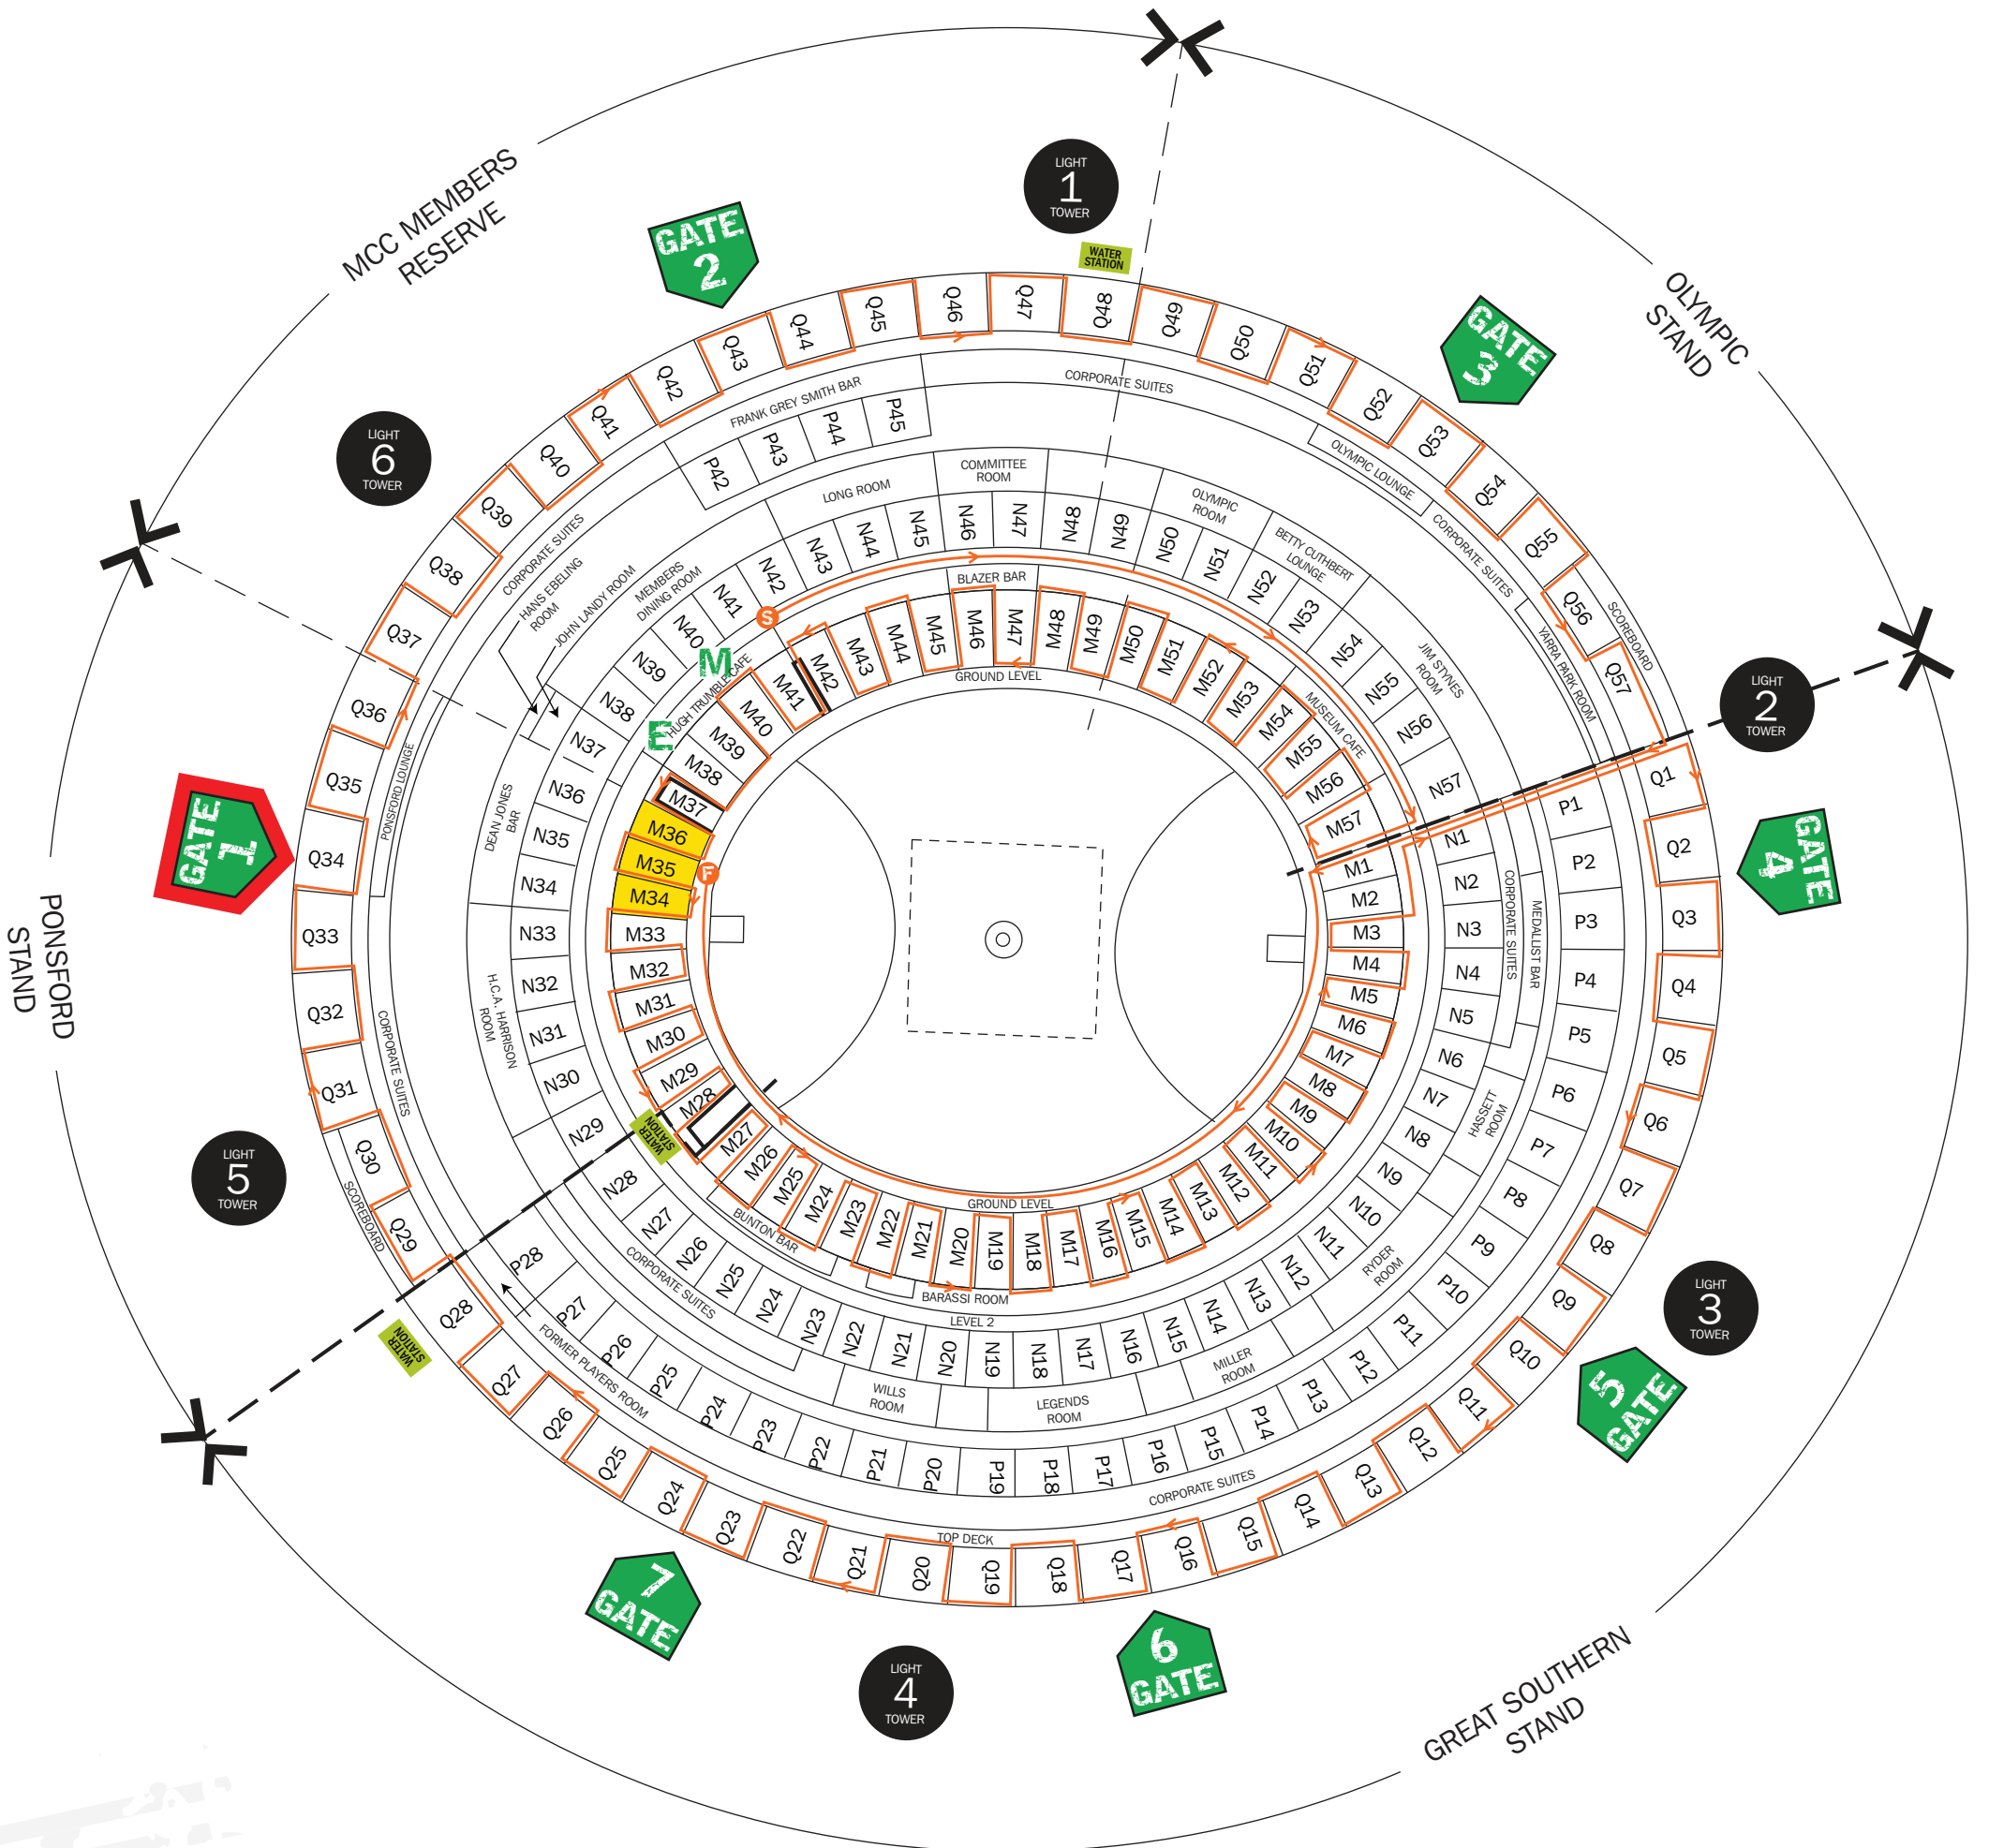 MCC MEMBERS
RESERVE
OLYMPIC
STAND
PONSFORD
STAND
GREAT SOUTHERN
STAND
LIGHT
1
TOWER
LIGHT
2
TOWER
LIGHT
3
TOWER
LIGHT
4
TOWER
LIGHT
5
TOWER
LIGHT
6
TOWER
GATE
1
GATE
2
GATE
3
GATE
4
5
GATE
6
GATE
7
GATE
WATER
STATION
WATER
STATION
WATER
STATION
Q1
Q2
Q3
Q4
Q5
Q6
Q7
Q8
Q9
Q10
Q11
Q12
Q13
Q14
Q15
Q16
Q17
Q18
Q19
Q20
Q21
Q22
Q23
Q24
Q25
Q26
Q27
Q28
Q29
Q30
Q31
Q32
Q33
Q34
Q35
Q36
Q37
Q38
Q39
Q40
Q41
Q42
Q43
Q44
Q45
Q46
Q47
Q48
Q49
Q50
Q51
Q52
Q53
Q54
Q55
Q56
Q57
SCOREBOARD
SCOREBOARD
TOP DECK
CORPORATE SUITES
CORPORATE SUITES
CORPORATE SUITES
CORPORATE SUITES
CORPORATE SUITES
CORPORATE SUITES
CORPORATE SUITES
FRANK GREY SMITH BAR
OLYMPIC LOUNGE
YARRA PARK ROOM
PONSFORD LOUNGE
FORMER PLAYERS ROOM
HANS EBELING
ROOM
JOHN LANDY ROOM
MEMBERS
DINING ROOM
LONG ROOM
COMMITTEE
ROOM
OLYMPIC
ROOM
BETTY CUTHBERT
LOUNGE
JIM STYNES
ROOM
MEDALLIST BAR
HASSETT
ROOM
RYDER
ROOM
MILLER
ROOM
LEGENDS
ROOM
WILLS
ROOM
H.C.A. HARRISON
ROOM
DEAN JONES
BAR
P1
P2
P3
P4
P5
P6
P7
P8
P9
P10
P11
P12
P13
P14
P15
P16
P17
P18
P19
P20
P21
P22
P23
P24
P25
P26
P27
P28
P42
P43
P44
P45
N1
N2
N3
N4
N5
N6
N7
N8
N9
N10
N11
N12
N13
N14
N15
N16
N17
N18
N19
N20
N21
N22
N23
N24
N25
N26
N27
N28
N29
N30
N31
N32
N33
N34
N35
N36
N37
N38
N39
N40
N41
N42
N43
N44
N45
N46
N47
N48
N49
N50
N51
N52
N53
N54
N55
N56
N57
LEVEL 2
BLAZER BAR
MUSEUM CAFE
HUGH TRUMBLE CAFE
BUNTON BAR
BARASSI ROOM
GROUND LEVEL
GROUND LEVEL
M1
M2
M3
M4
M5
M6
M7
M8
M9
M10
M11
M12
M13
M14
M15
M16
M17
M18
M19
M20
M21
M22
M23
M24
M25
M26
M27
M28
M29
M30
M31
M32
M33
M34
M35
M36
M37
M38
M39
M40
M41
M42
M43
M44
M45
M46
M47
M48
M49
M50
M51
M52
M53
M54
M55
M56
M57
S
F
M
E